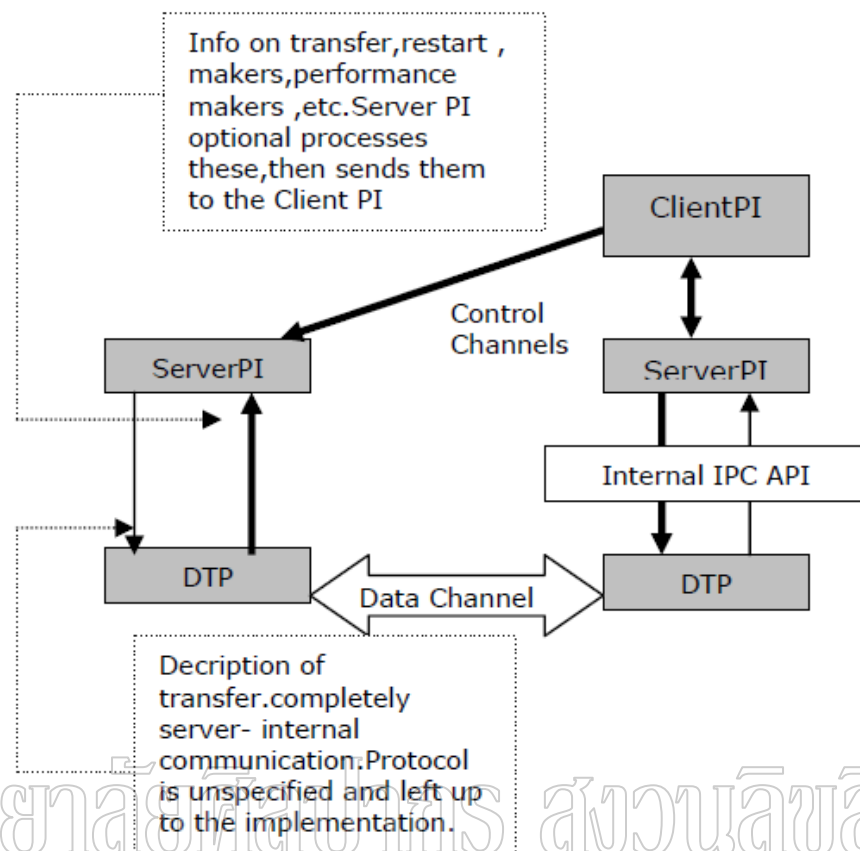 Info on transfer,restart ,
makers,performance
makers ,etc.Server PI
optional processes
these,then sends them
to the Client PI
ClientPI
Control
Channels
ServerPI
ServerPI
Internal IPC API
DTP
DTP
Data Channel
Decription of
transfer.completely
server- internal
communication.Protocol
is unspecified and left up
to the implementation.